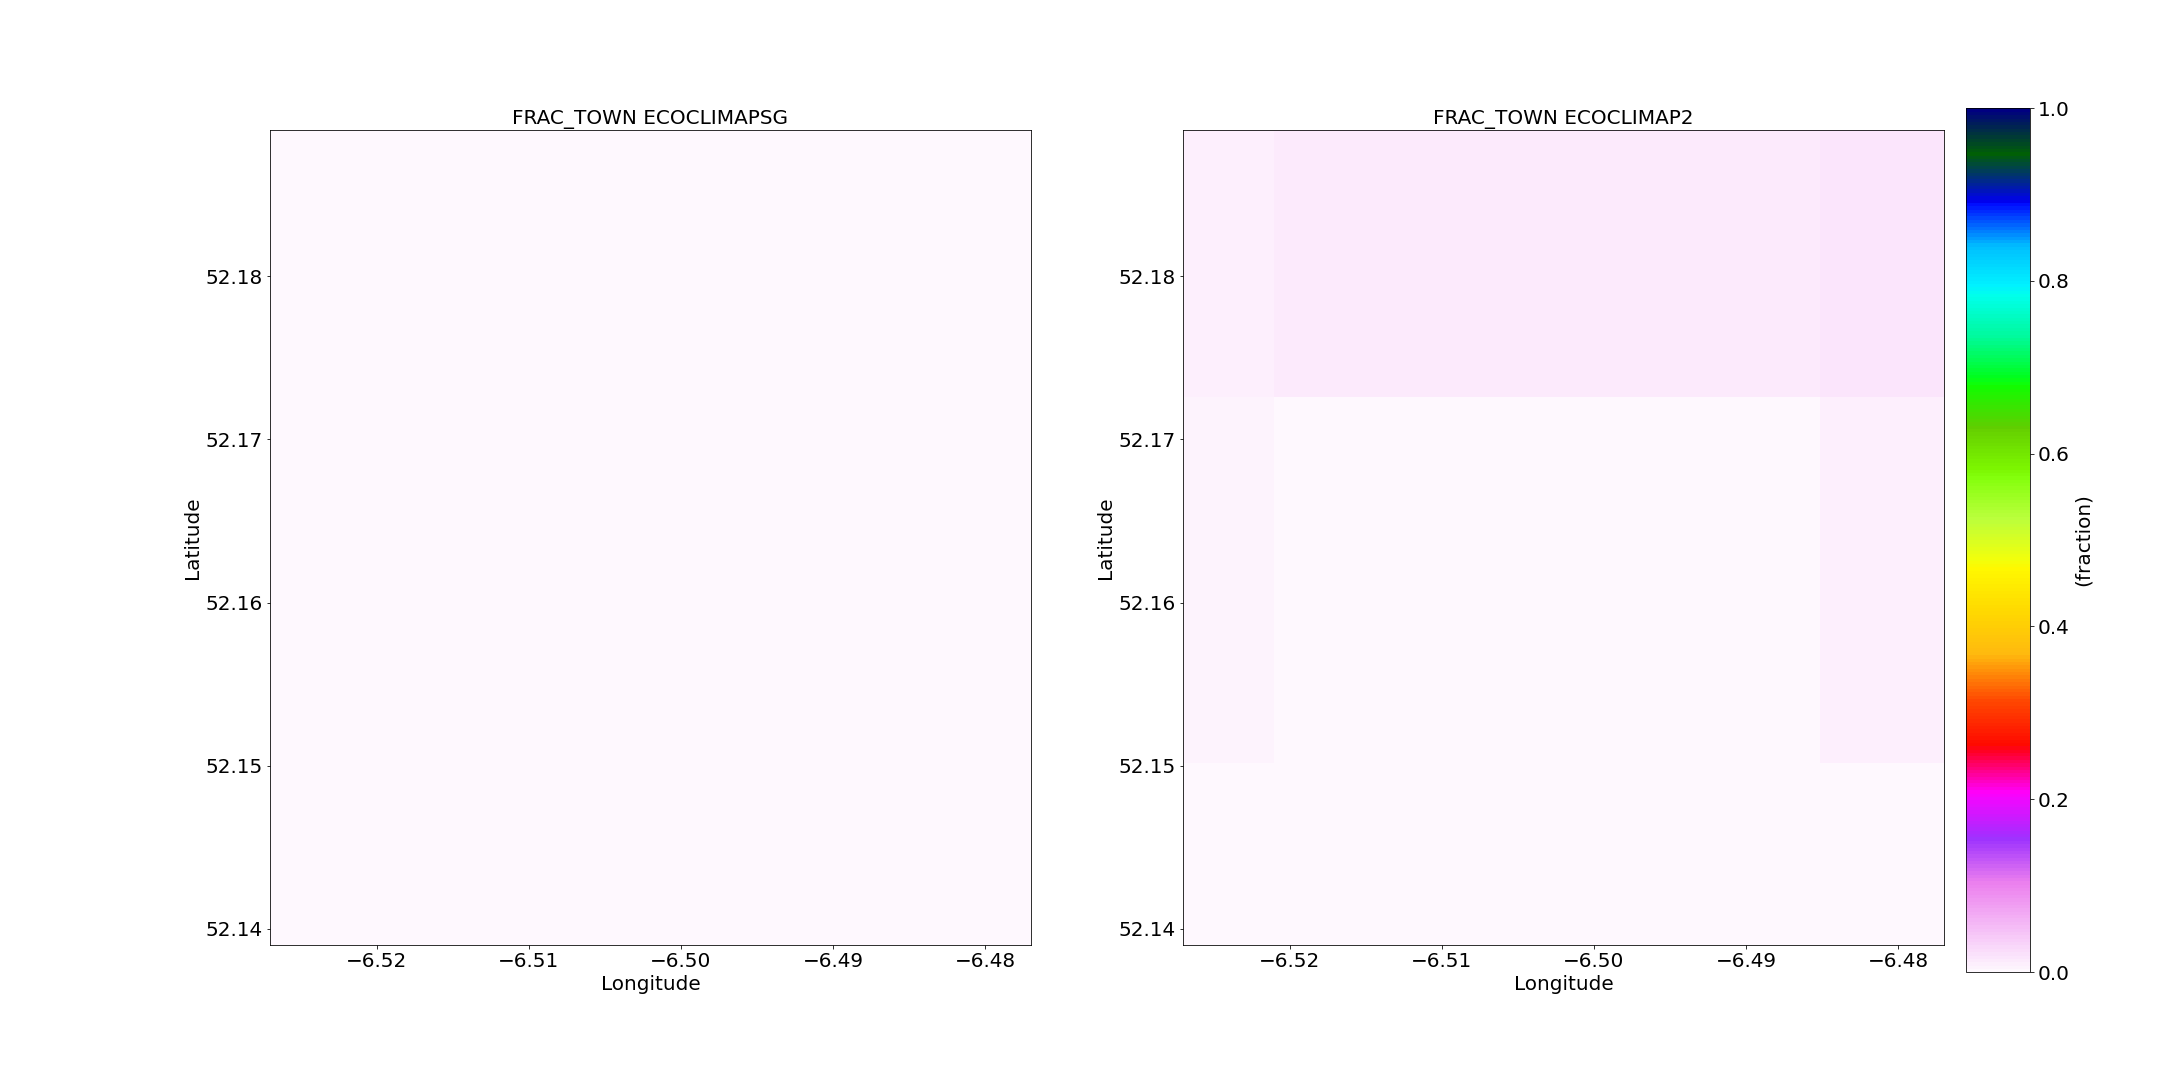 FRAC_TOWN ECOCLIMAPSG
52.18
52.17
52.16
52.15
52.14
Latitude
−6.52 −6.51 −6.50 −6.49 −6.48
Longitude
FRAC_TOWN ECOCLIMAP2
52.18
52.17
52.16
52.15
52.14
Latitude
−6.52 −6.51 −6.50 −6.49 −6.48
Longitude
1.0
0.8
0.6
0.4
0.2
0.0
(fraction)